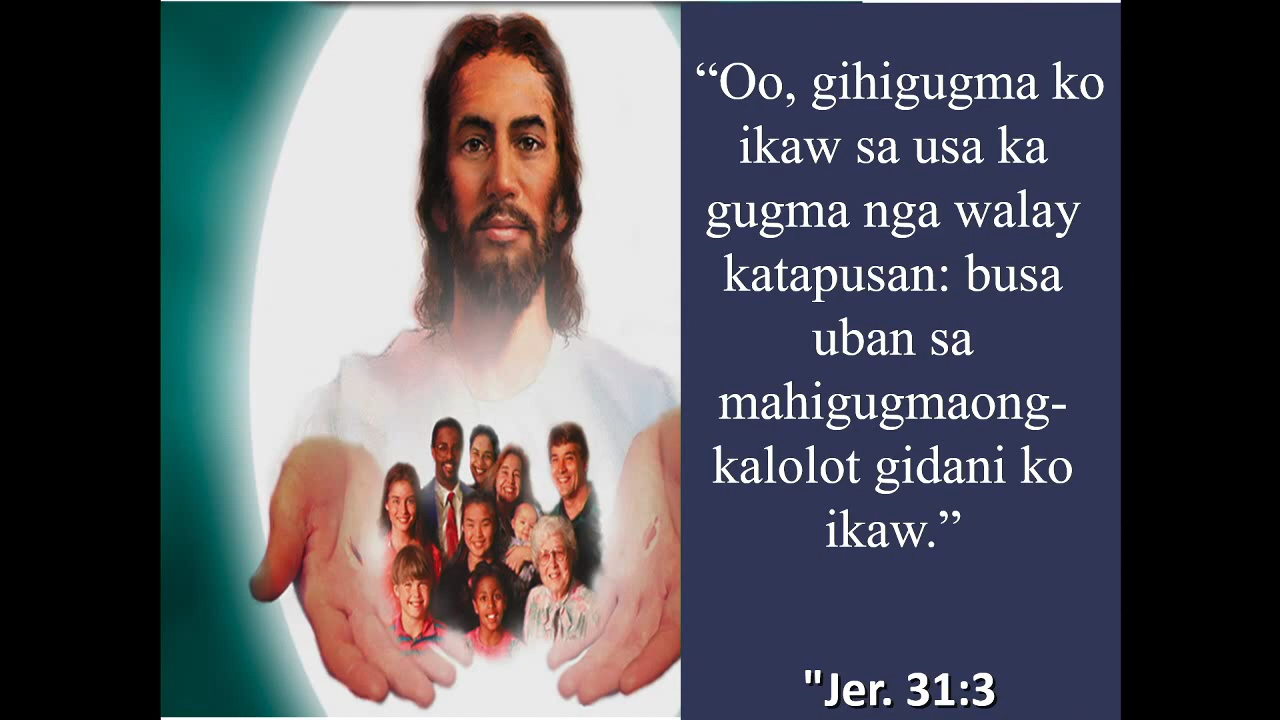 “Oo, gihigugma ko
ikaw sa usa ka
gugma nga walay
katapusan: busa
uban sa
mahigugmaong-
kalolot gidani ko
ikaw.”
"Jer. 31:3